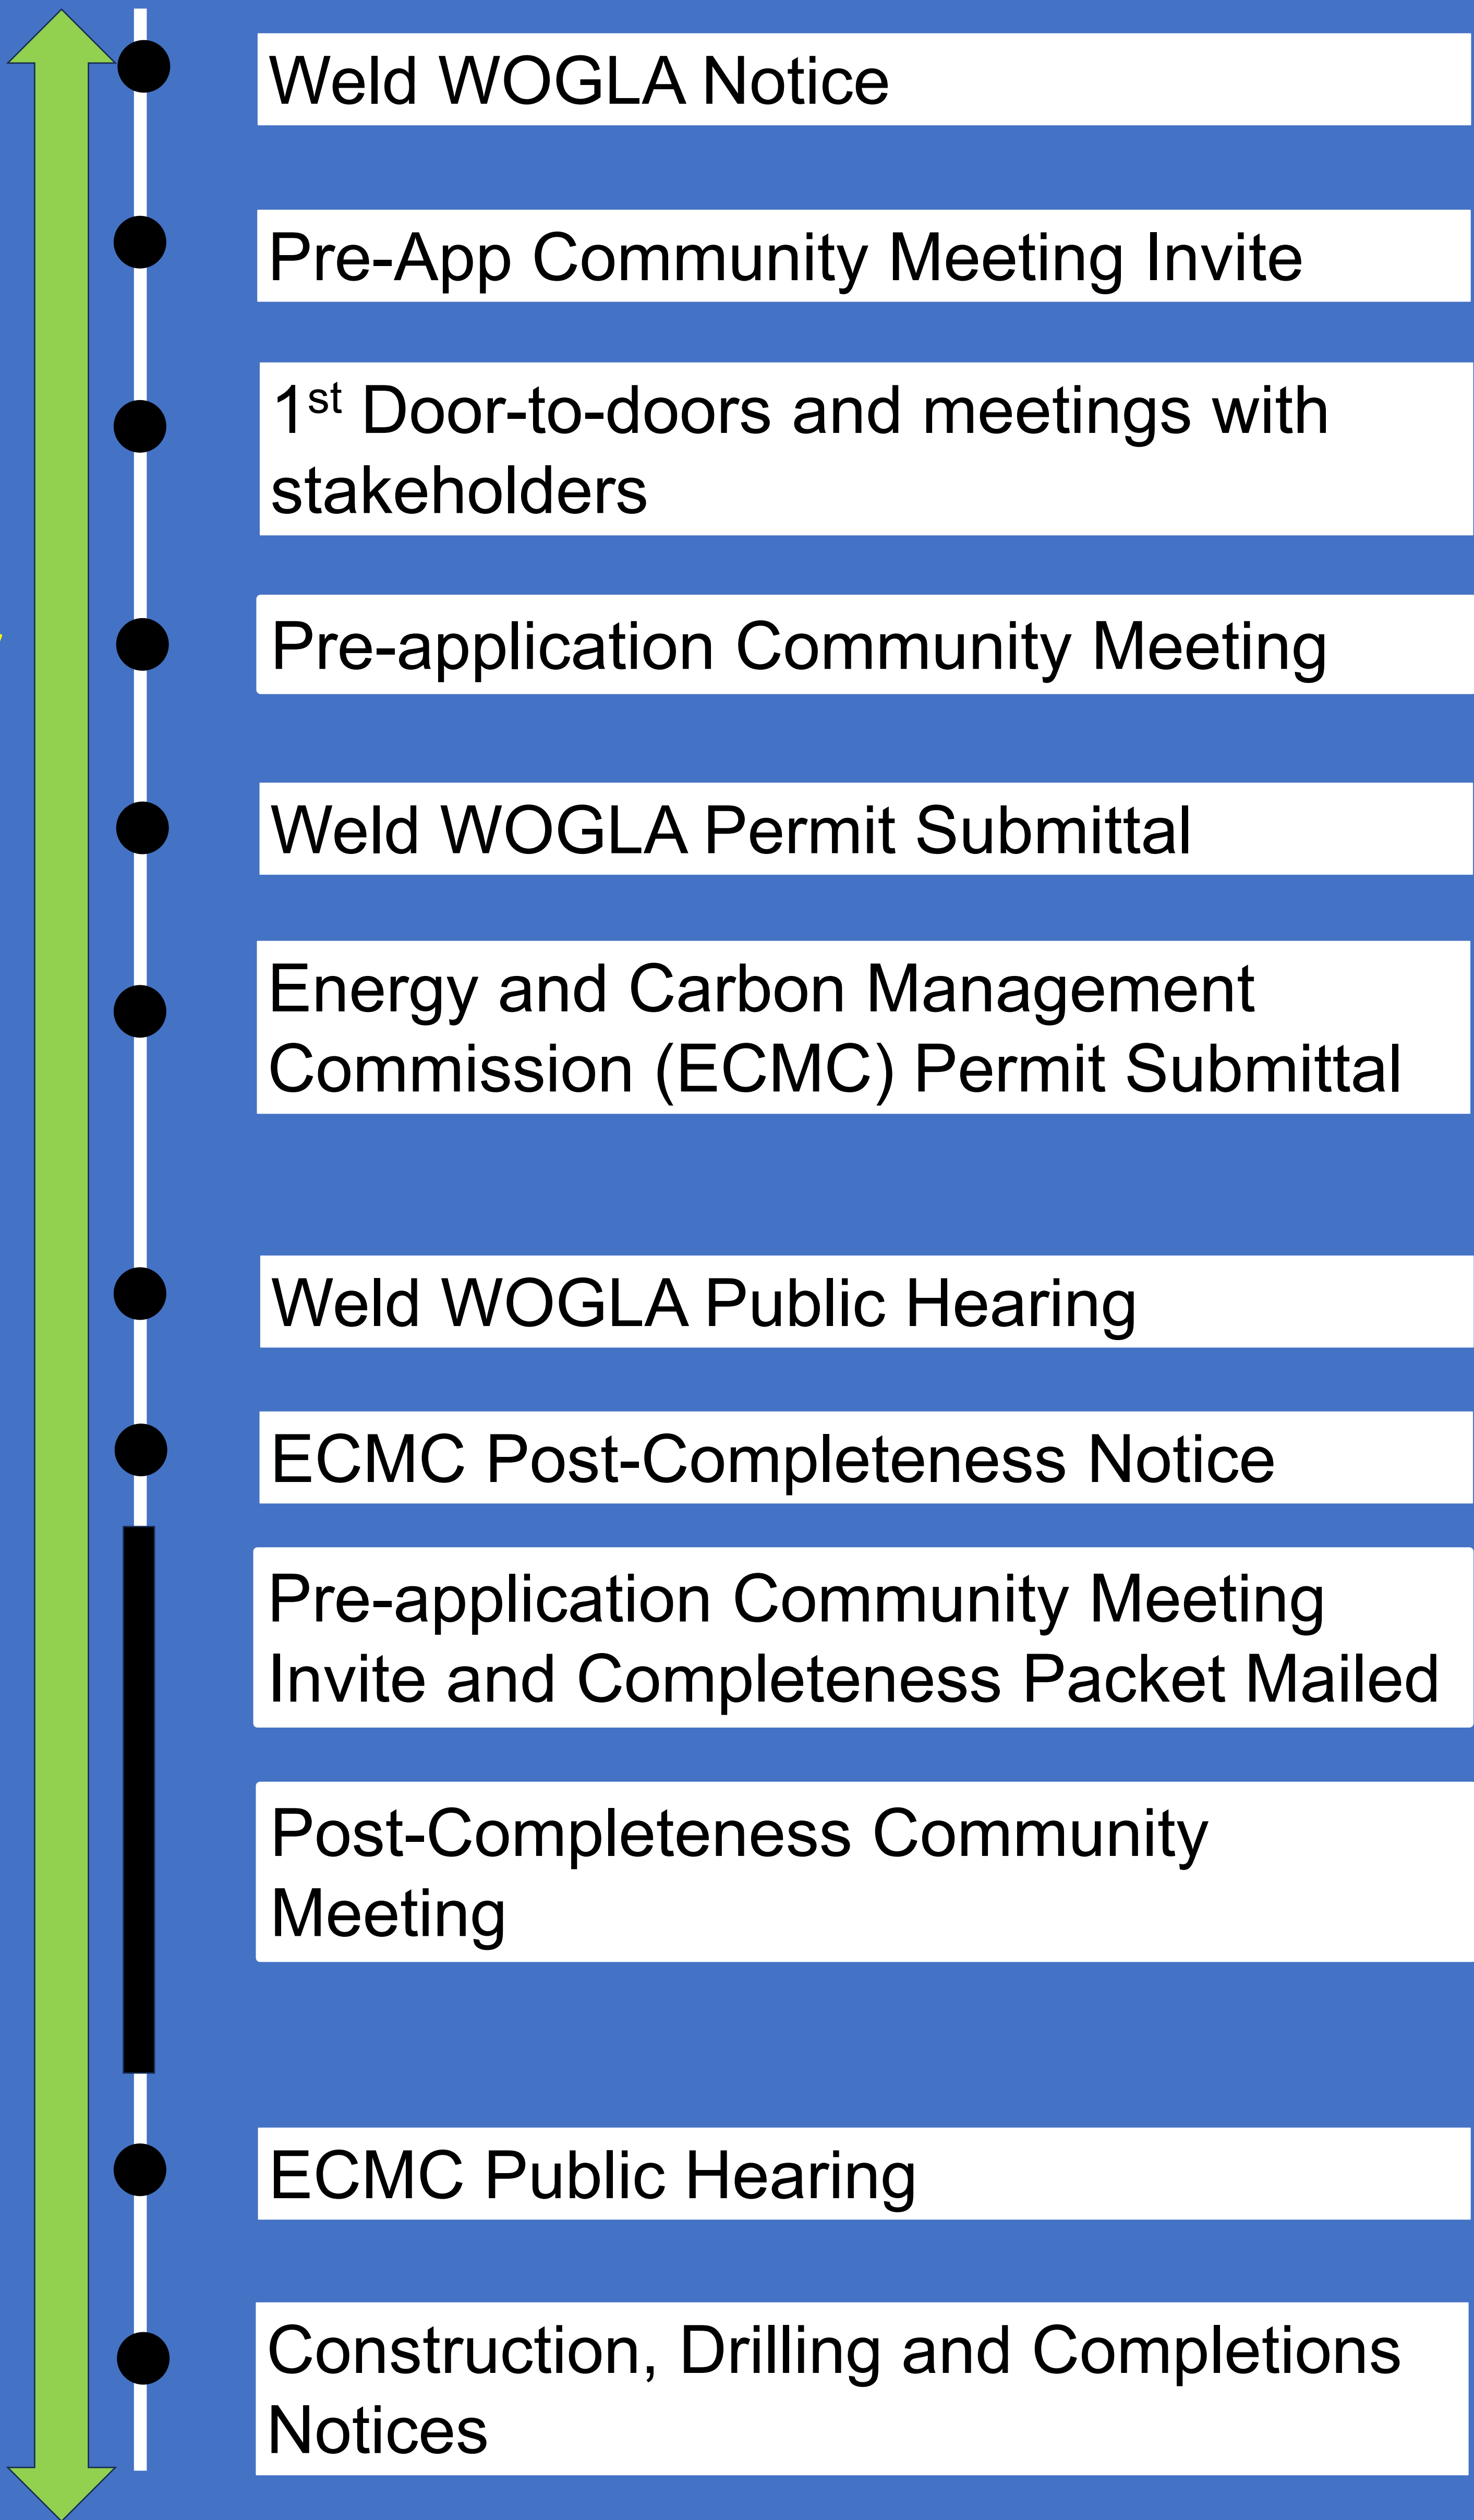 Weld WOGLA Notice
Pre-App Community Meeting Invite
1st Door-to-doors and meetings with
stakeholders
Pre-application Community Meeting
Weld WOGLA Permit Submittal
Energy and Carbon Management
Commission (ECMC) Permit Submittal
Weld WOGLA Public Hearing
ECMC Post-Completeness Notice
Pre-application Community Meeting
Invite and Completeness Packet Mailed
Post-Completeness Community
Meeting
ECMC Public Hearing
Construction, Drilling and Completions
Notices